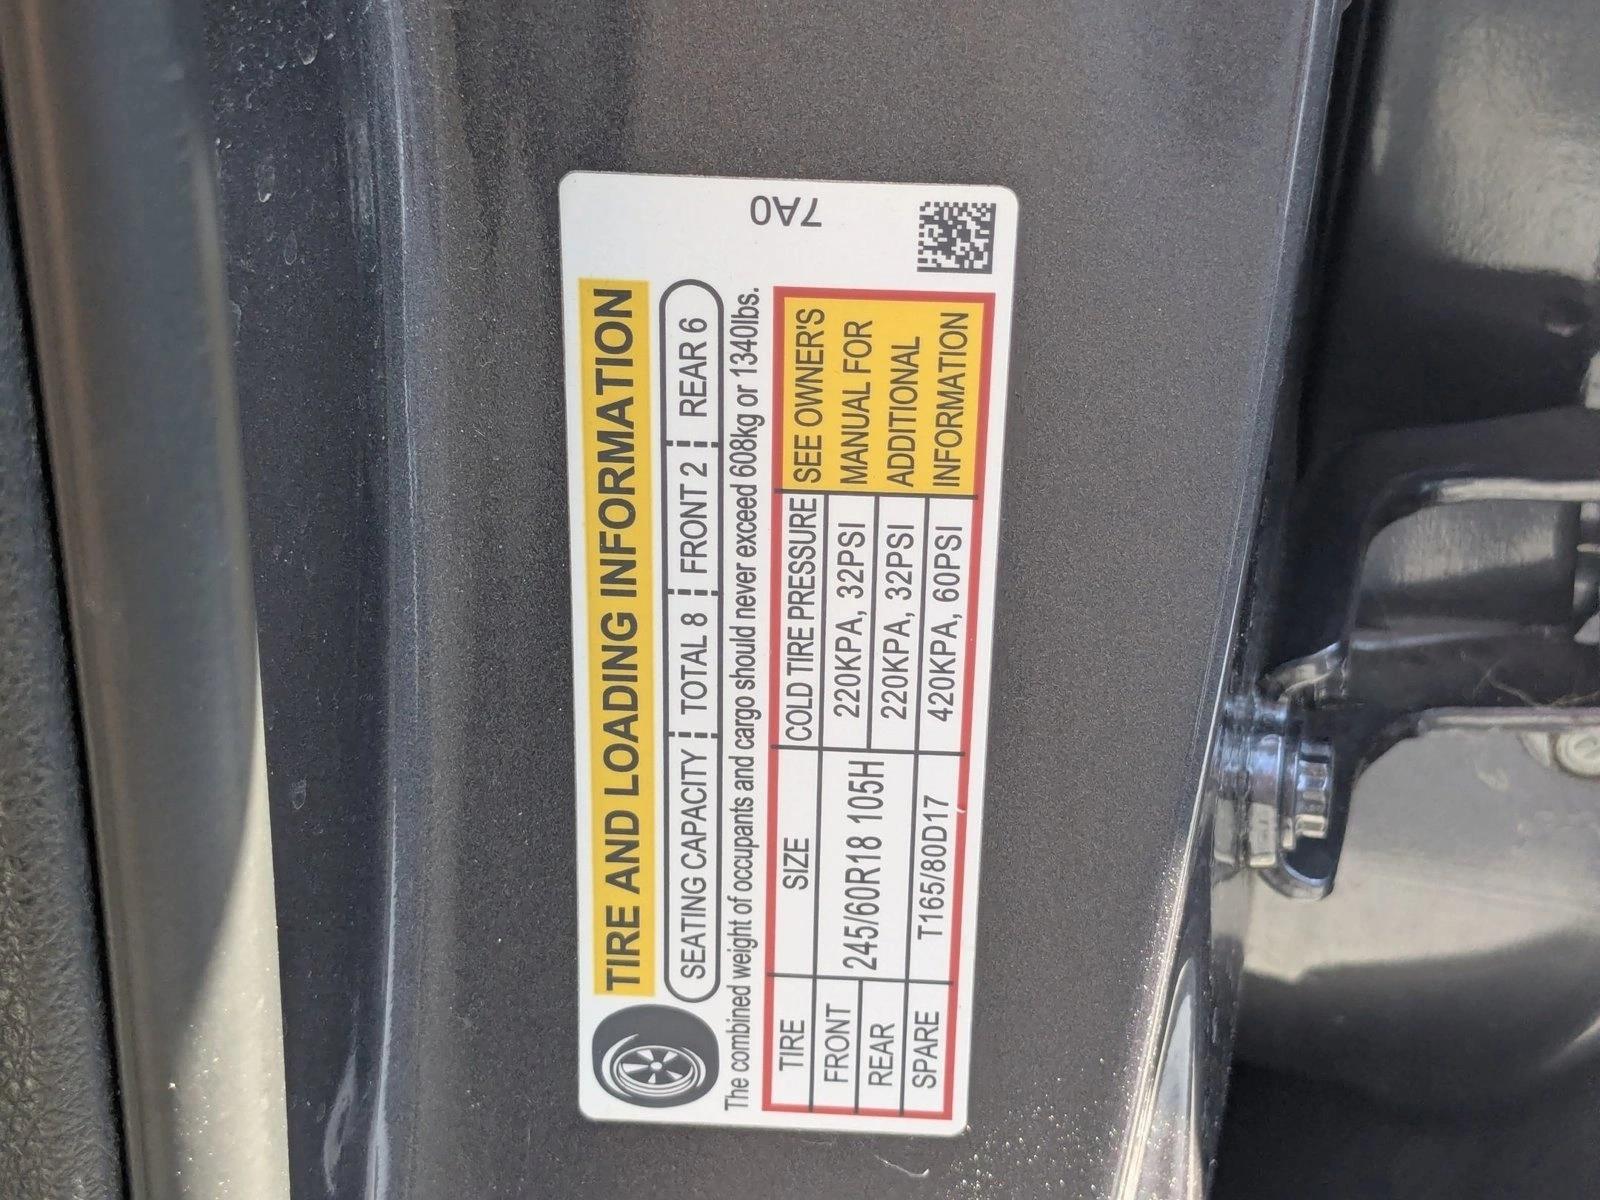 TIRE AND LOADING INFORMATION
SEATING CAPACITY TOTAL 8 FRONT 2 REAR 6
The combined weight of occupants and cargo should never exceed 608kg or 1340lbs.
TIRE SIZE COLD TIRE PRESSURE
FRONT 245/60R18 105H 220KPA, 32PSI
REAR 220KPA, 32PSI
SPARE T165/80D17 420KPA, 60PSI
SEE OWNER'S
MANUAL FOR
ADDITIONAL
INFORMATION
7A0